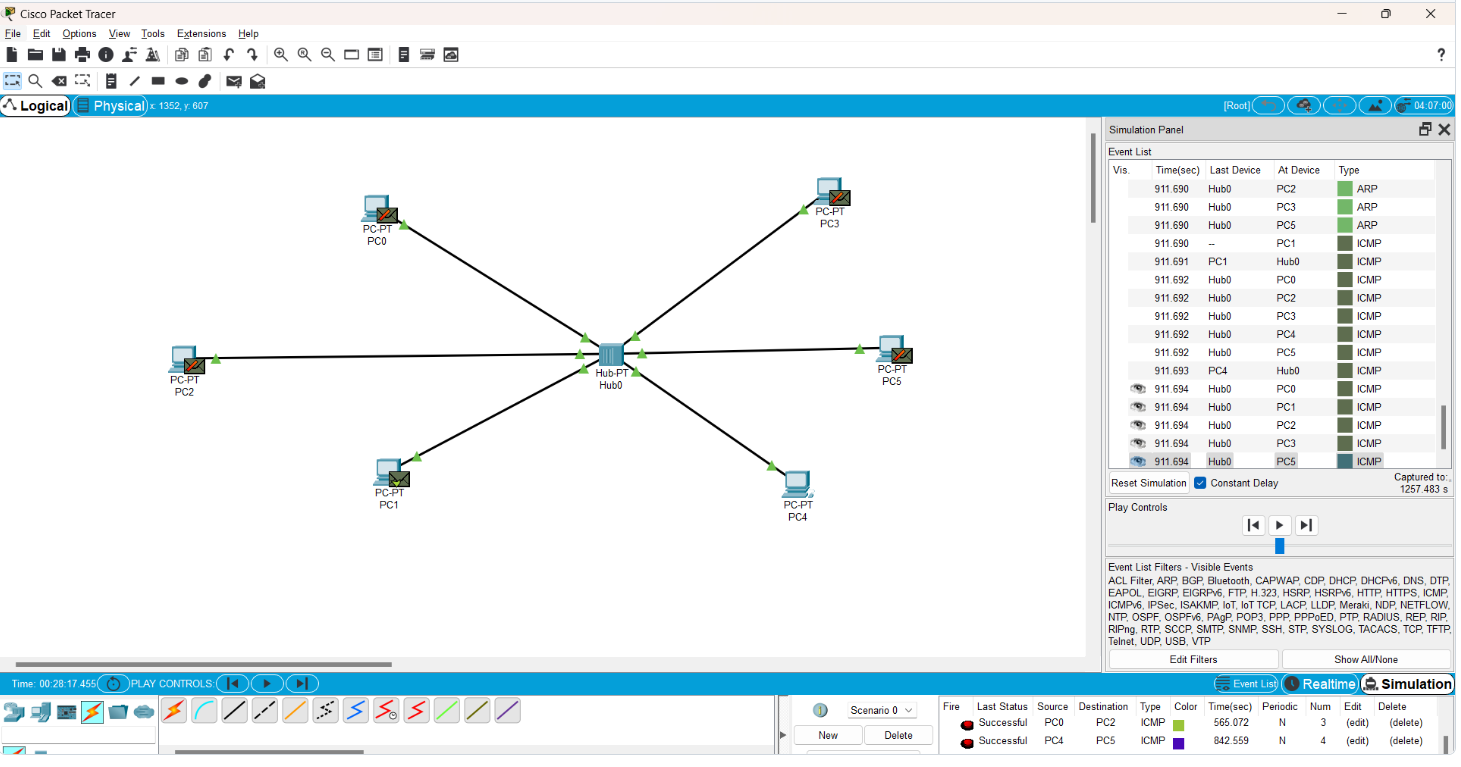 Cisco Packet Tracer
File Edit Options View Tools Extensions Help
?
Logical Physical x: 1352, y: 607 [Root] 04:07:00
PC-PT
PC0
PC-PT
PC3
PC-PT
PC2
Hub-PT
Hub0
PC-PT
PC5
PC-PT
PC1
PC-PT
PC4
Simulation Panel
Event List
Vis. Time(sec) Last Device At Device Type
911.690 Hub0 PC2 ARP
911.690 Hub0 PC3 ARP
911.690 Hub0 PC5 ARP
911.690 -- PC1 ICMP
911.691 PC1 Hub0 ICMP
911.692 Hub0 PC0 ICMP
911.692 Hub0 PC2 ICMP
911.692 Hub0 PC3 ICMP
911.692 Hub0 PC4 ICMP
911.692 Hub0 PC5 ICMP
911.693 PC4 Hub0 ICMP
911.694 Hub0 PC0 ICMP
911.694 Hub0 PC1 ICMP
911.694 Hub0 PC2 ICMP
911.694 Hub0 PC3 ICMP
911.694 Hub0 PC5 ICMP
Reset Simulation Constant Delay
Captured to:
1257.483 s
Play Controls
Event List Filters - Visible Events
ACL Filter, ARP, BGP, Bluetooth, CAPWAP, CDP, DHCP, DHCPv6, DNS, DTP,
EAPOL, EIGRP, EIGRPv6, FTP, H.323, HSRP, HSRPv6, HTTP, HTTPS, ICMP,
ICMPv6, IPSec, ISAKMP, IoT, IoT TCP, LACP, LLDP, Meraki, NDP, NETFLOW,
NTP, OSPF, OSPFv6, PAgP, POP3, PPP, PPPoED, PTP, RADIUS, REP, RIP,
RIPng, RTP, SCCP, SMTP, SNMP, SSH, STP, SYSLOG, TACACS, TCP, TFTP,
Telnet, UDP, USB, VTP
Edit Filters Show All/None
Time: 00:28:17.455 PLAY CONTROLS: Event List Realtime Simulation
Scenario 0
New Delete
Fire Last Status Source Destination Type Color Time(sec) Periodic Num Edit Delete
Successful PC0 PC2 ICMP 565.072 N 3 (edit) (delete)
Successful PC4 PC5 ICMP 842.559 N 4 (edit) (delete)